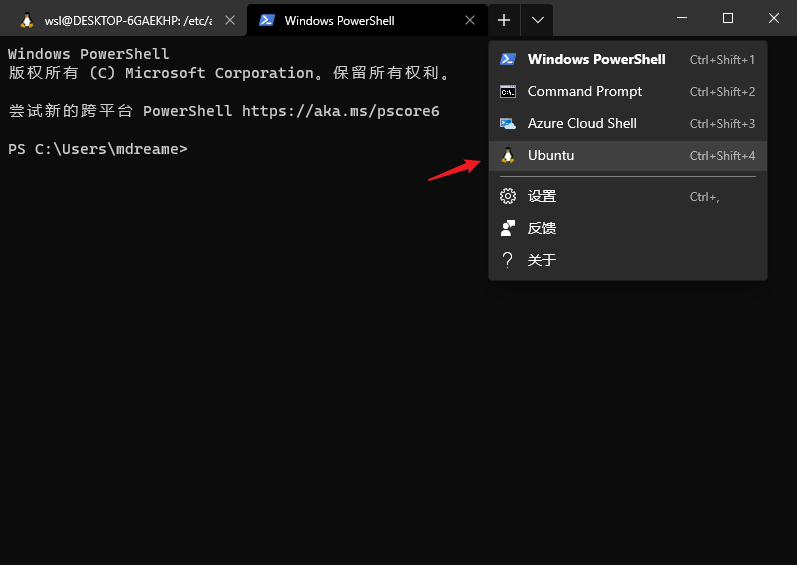 wsl@DESKTOP-6GAEKHP: /etc/a
Windows PowerShell
Windows PowerShell
版权所有 (C) Microsoft Corporation。保留所有权利。
尝试新的跨平台 PowerShell https://aka.ms/pscore6
PS C:\Users\mdreame>
Windows PowerShell Ctrl+Shift+1
Command Prompt Ctrl+Shift+2
Azure Cloud Shell Ctrl+Shift+3
Ubuntu Ctrl+Shift+4
设置 Ctrl+,
反馈
关于